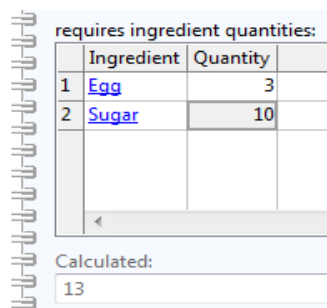 requires ingredient quantities:
Ingredient Quantity
1 Egg 3
2 Sugar 10
Calculated:
13